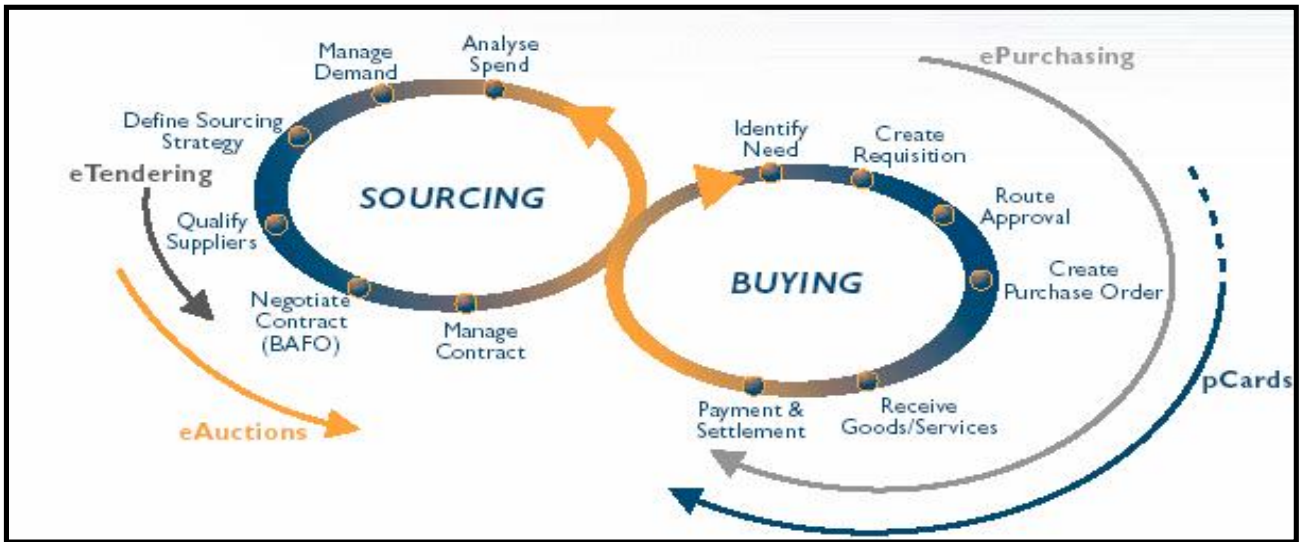 Analyse
Spend
Manage
Demand
Define Sourcing
Strategy
eTendering
Qualify
Suppliers
Negotiate
Contract
(BAFO)
Manage
Contract
eAuctions
SOURCING
ePurchasing
Identify
Need
Create
Requisition
Route
Approval
Create
Purchase Order
pCards
Receive
Goods/Services
Payment &
Settlement
BUYING